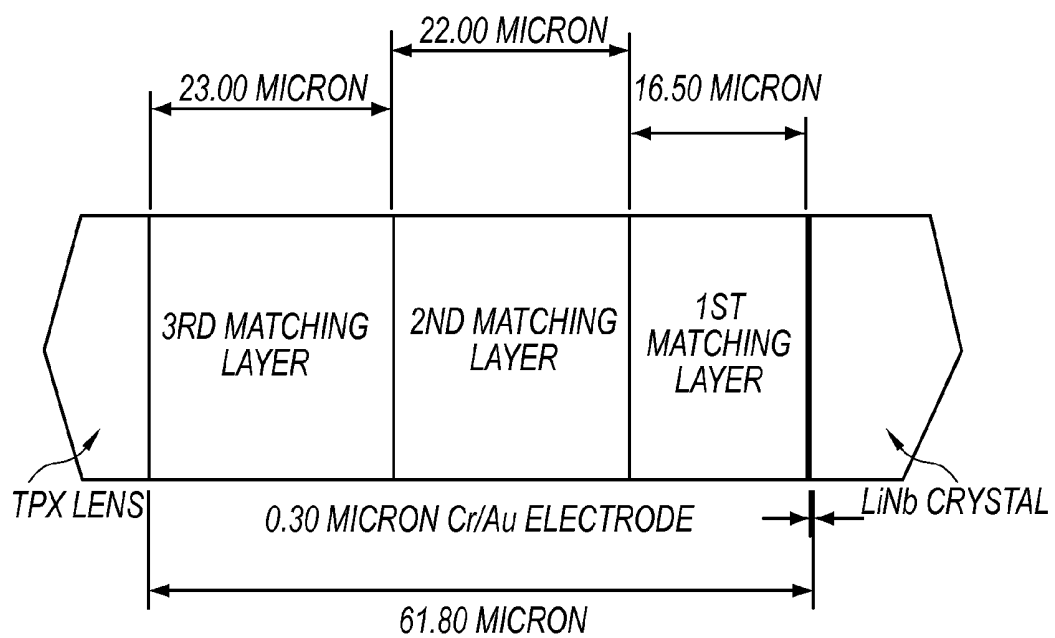 22.00 MICRON
23.00 MICRON
16.50 MICRON
3RD MATCHING
LAYER
2ND MATCHING
LAYER
1ST
MATCHING
LAYER
TPX LENS
0.30 MICRON Cr/Au ELECTRODE
LiNb CRYSTAL
61.80 MICRON